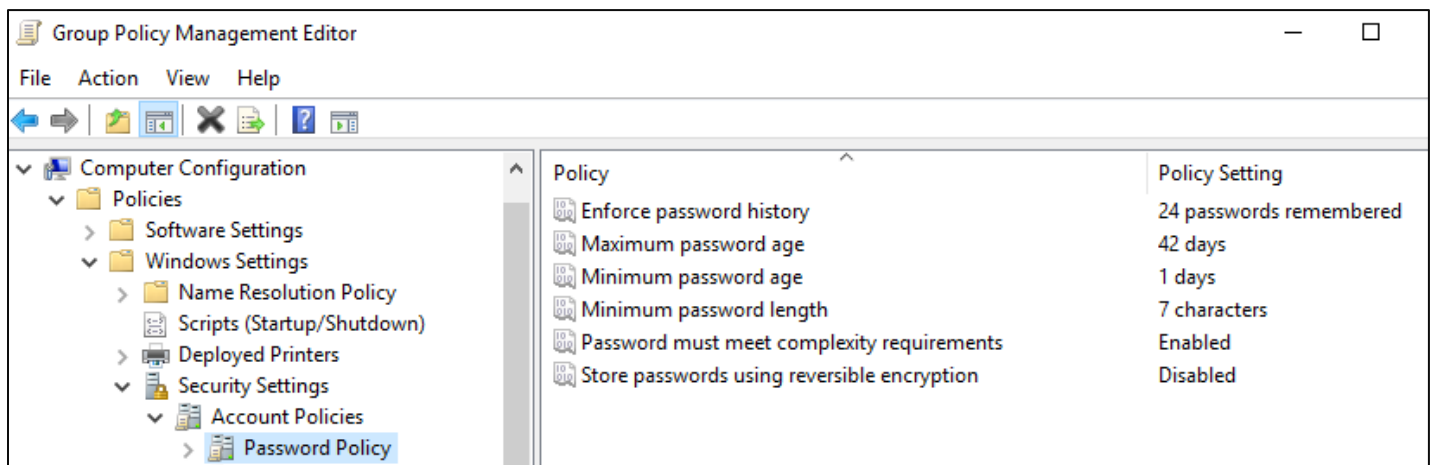 Group Policy Management Editor
File Action View Help
Computer Configuration
Policies
Software Settings
Windows Settings
Name Resolution Policy
Scripts (Startup/Shutdown)
Deployed Printers
Security Settings
Account Policies
Password Policy
Policy Policy Setting
Enforce password history 24 passwords remembered
Maximum password age 42 days
Minimum password age 1 days
Minimum password length 7 characters
Password must meet complexity requirements Enabled
Store passwords using reversible encryption Disabled